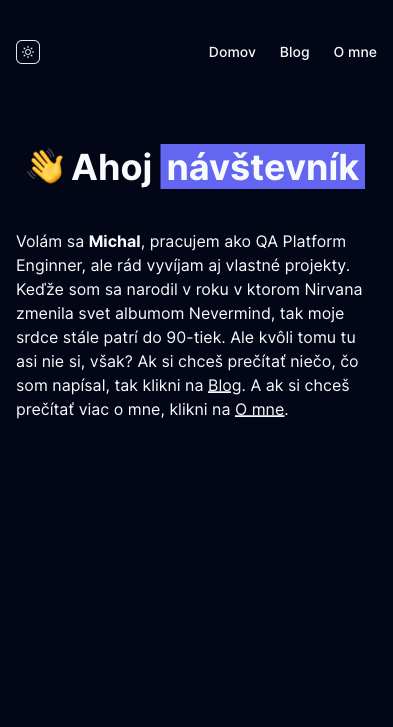 Domov Blog O mne
👋 Ahoj návštevník
Volám sa Michal, pracujem ako QA Platform
Enginner, ale rád vyvíjam aj vlastné projekty.
Keďže som sa narodil v roku v ktorom Nirvana
zmenila svet albumom Nevermind, tak moje
srdce stále patrí do 90-tiek. Ale kvôli tomu tu
asi nie si, však? Ak si chceš prečítať niečo, čo
som napísal, tak klikni na Blog. A ak si chceš
prečítať viac o mne, klikni na O mne.